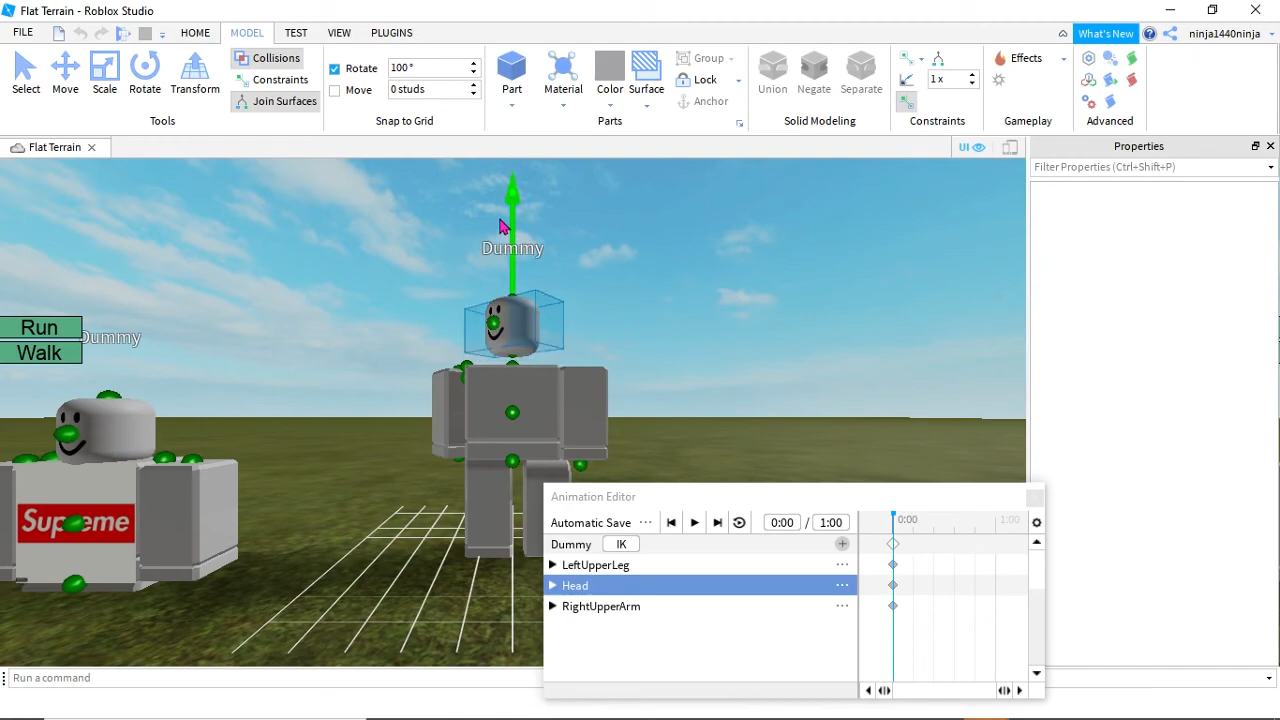 Flat Terrain - Roblox Studio
FILE HOME MODEL TEST VIEW PLUGINS What's New ninja1440ninja
Select Move Scale Rotate Transform
Collisions
Constraints
Join Surfaces
Tools
Rotate 100°
Move 0 studs
Snap to Grid
Part Material Color Surface
Group
Lock
Anchor
Parts
Union Negate Separate
Solid Modeling
1 x
Constraints
Effects
Gameplay
Advanced
Flat Terrain
UI
Properties
Filter Properties (Ctrl+Shift+P)
Dummy
Run
Dummy
Walk
Supreme
Animation Editor
Automatic Save 0:00 / 1:00 0:00 1:00
Dummy IK
LeftUpperLeg
Head
RightUpperArm
Run a command